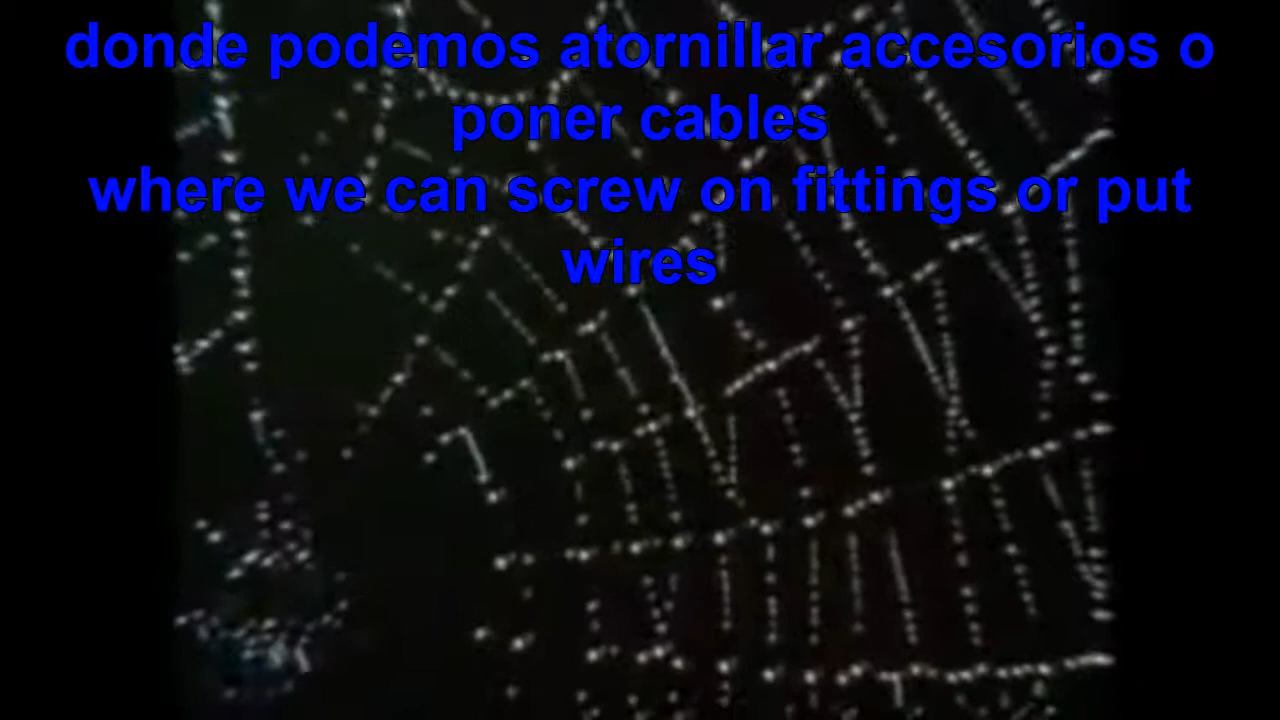 donde podemos atornillar accesorios o
poner cables
where we can screw on fittings or put
wires